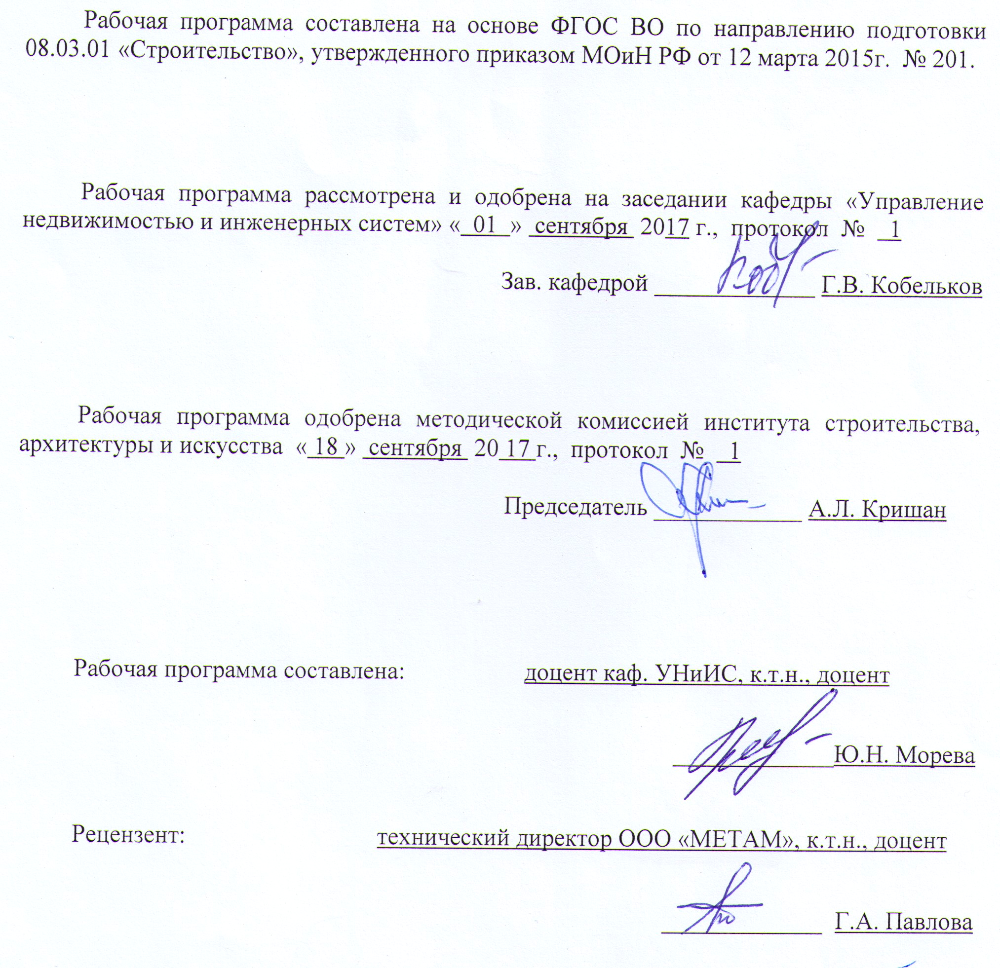 Рабочая программа составлена на основе ФГОС ВО по направлению подготовки
08.03.01 «Строительство», утвержденного приказом МОиН РФ от 12 марта 2015г. № 201.
Рабочая программа рассмотрена и одобрена на заседании кафедры «Управление
недвижимостью и инженерных систем» « 01 » сентября 2017 г., протокол № 1
Зав. кафедрой Г.В. Кобельков
Рабочая программа одобрена методической комиссией института строительства,
архитектуры и искусства « 18 » сентября 20 17 г., протокол № 1
Председатель А.Л. Кришан
Рабочая программа составлена: доцент каф. УНиИС, к.т.н., доцент
Ю.Н. Морева
Рецензент: технический директор ООО «МЕТАМ», к.т.н., доцент
Г.А. Павлова